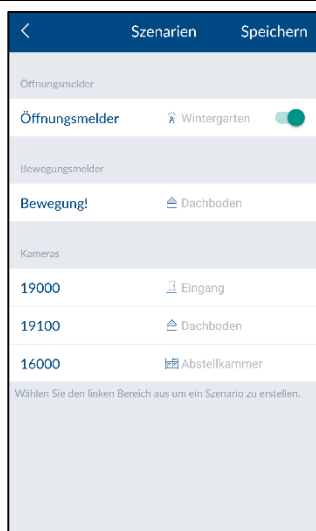 Szenarien Speichern
Öffnungsmelder
Öffnungsmelder Wintergarten
Bewegungsmelder
Bewegung! Dachboden
Kameras
19000 Eingang
19100 Dachboden
16000 Abstellkammer
Wählen Sie den linken Bereich aus um ein Szenario zu erstellen.